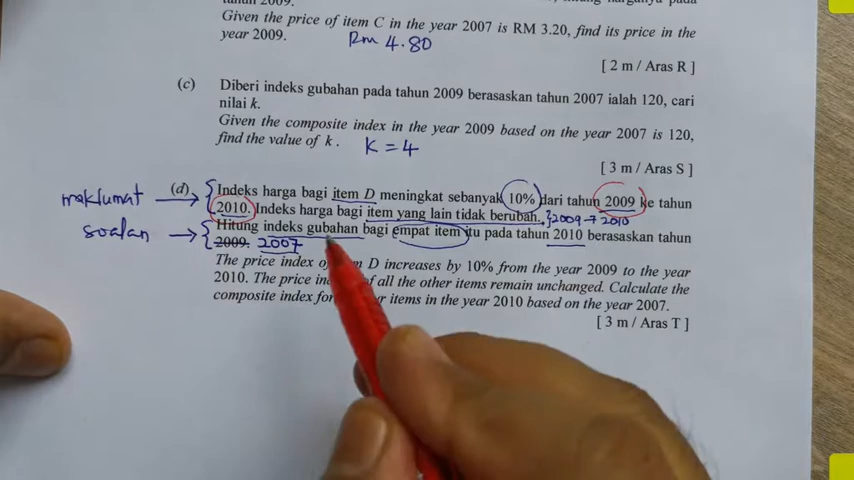 tahun 2009.
Given the price of item C in the year 2007 is RM 3.20, find its price in the
year 2009. Rm 4.80
[ 2 m / Aras R ]
(c) Diberi indeks gubahan pada tahun 2009 berasaskan tahun 2007 ialah 120, cari
nilai k.
Given the composite index in the year 2009 based on the year 2007 is 120,
find the value of k . K = 4
[ 3 m / Aras S ]
maklumat → (d) { Indeks harga bagi item D meningkat sebanyak 10% dari tahun 2009 ke tahun
2010. Indeks harga bagi item yang lain tidak berubah. } 2009 → 2010
soalan → { Hitung indeks gubahan bagi empat item itu pada tahun 2010 berasaskan tahun
2009. 2007
The price index of m D increases by 10% from the year 2009 to the year
2010. The price in of all the other items remain unchanged. Calculate the
composite index for r items in the year 2010 based on the year 2007.
[ 3 m / Aras T ]